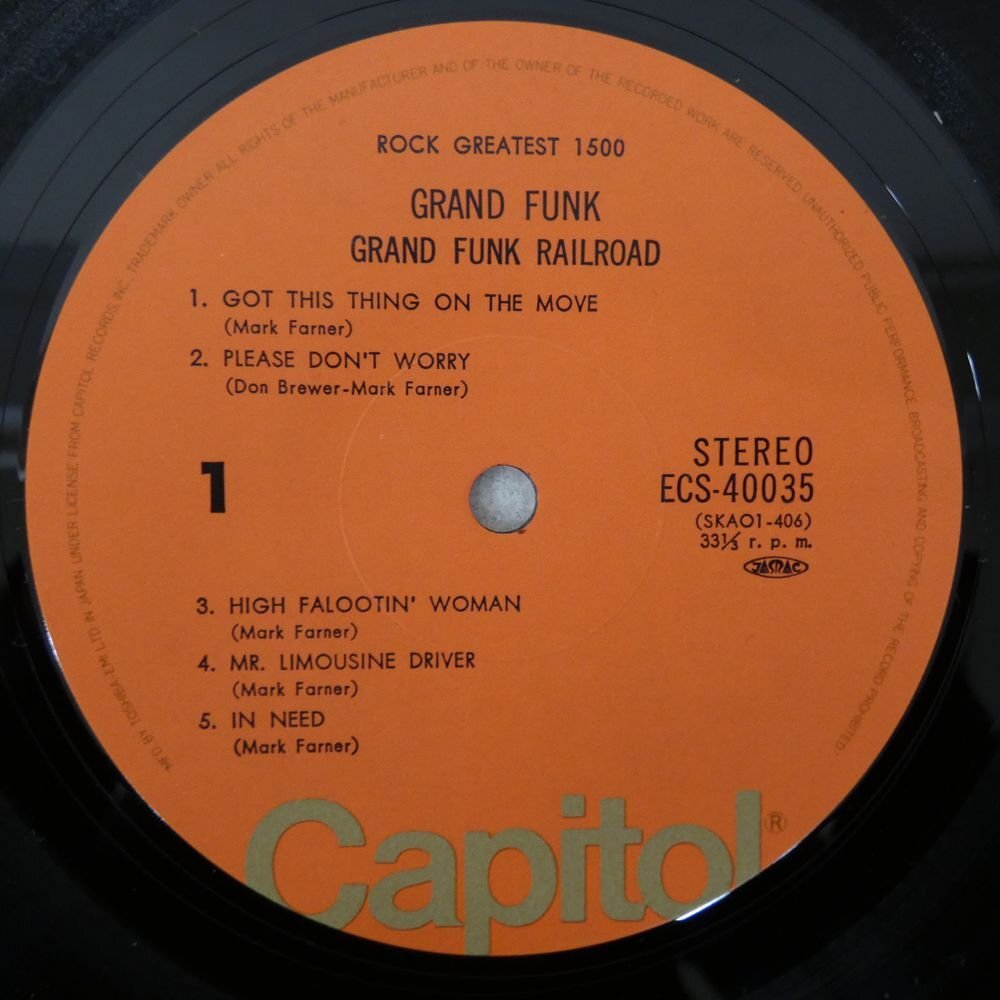 MFD. BY TOSHIBA-EMI LTD IN JAPAN UNDER LICENSE FROM CAPITOL RECORDS, INC. TRADEMARK OWNER. ALL RIGHTS OF THE MANUFACTURER AND OF THE OWNER OF THE RECORDED WORK ARE RESERVED UNAUTHORIZED PUBLIC PERFORMANCE BROADCASTING AND COPYING OF THE RECORD PROHIBITED.
ROCK GREATEST 1500
GRAND FUNK
GRAND FUNK RAILROAD
1. GOT THIS THING ON THE MOVE
(Mark Farner)
2. PLEASE DON'T WORRY
(Don Brewer-Mark Farner)
1
STEREO
ECS-40035
(SKAO1-406)
33⅓ r. p. m.
JASRAC
3. HIGH FALOOTIN' WOMAN
(Mark Farner)
4. MR. LIMOUSINE DRIVER
(Mark Farner)
5. IN NEED
(Mark Farner)
Capitol®